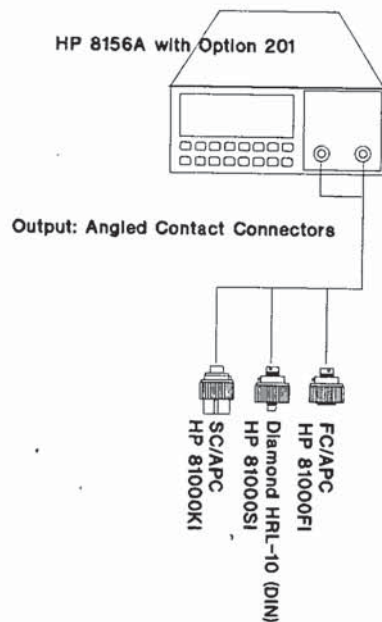 HP 8156A with Option 201
Output: Angled Contact Connectors
SC/APC
HP 81000KI
Diamond HRL-10 (DIN)
HP 81000SI
FC/APC
HP 81000FI